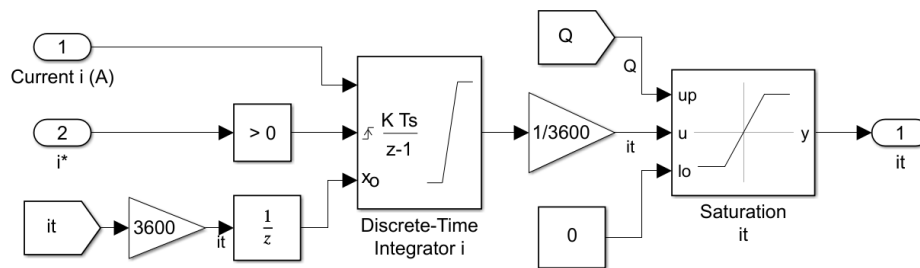 1
Current i (A)
2
i*
> 0
it
3600
it
1
z
K Ts
z-1
xo
Discrete-Time
Integrator i
1/3600
it
Q
Q
0
up
u
lo
y
Saturation
it
1
it